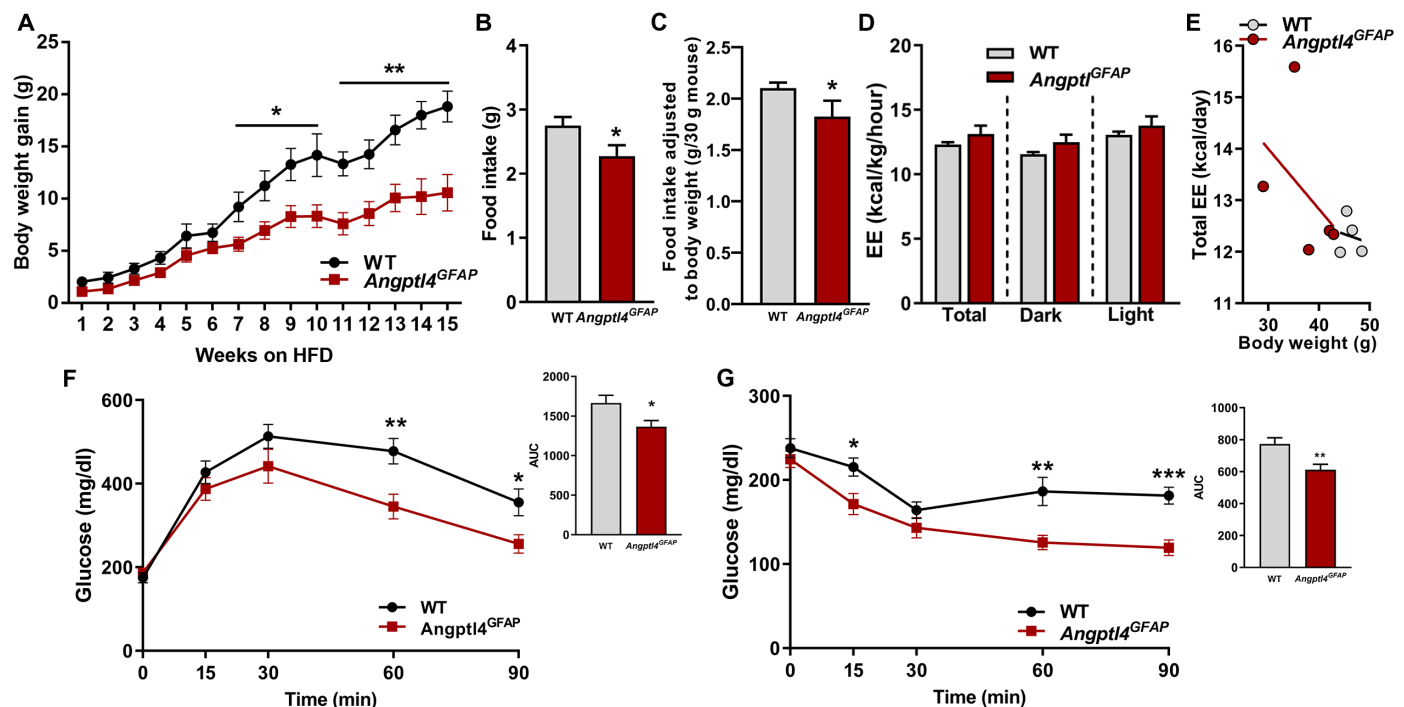 A
Body weight gain (g)
25
20
15
10
5
0
*
**
WT
Angptl4GFAP
1 2 3 4 5 6 7 8 9 10 11 12 13 14 15
Weeks on HFD
B
Food intake (g)
4
3
2
1
0
*
WT Angptl4GFAP
C
Food intake adjusted
to body weight (g/30 g mouse)
2.5
2.0
1.5
1.0
0.5
0.0
*
WT Angptl4GFAP
D
EE (kcal/kg/hour)
20
15
10
5
0
WT
AngptlGFAP
Total Dark Light
E
WT
Angptl4GFAP
Total EE (kcal/day)
16
15
14
13
12
11
30 40 50
Body weight (g)
F
Glucose (mg/dl)
600
400
200
0
**
*
WT
Angptl4GFAP
0 15 30 60 90
Time (min)
AUC
2000
1500
1000
500
0
*
WT Angptl4GFAP
G
Glucose (mg/dl)
300
200
100
0
*
**
***
WT
Angptl4GFAP
0 15 30 60 90
Time (min)
AUC
1000
800
600
400
200
0
**
WT Angptl4GFAP